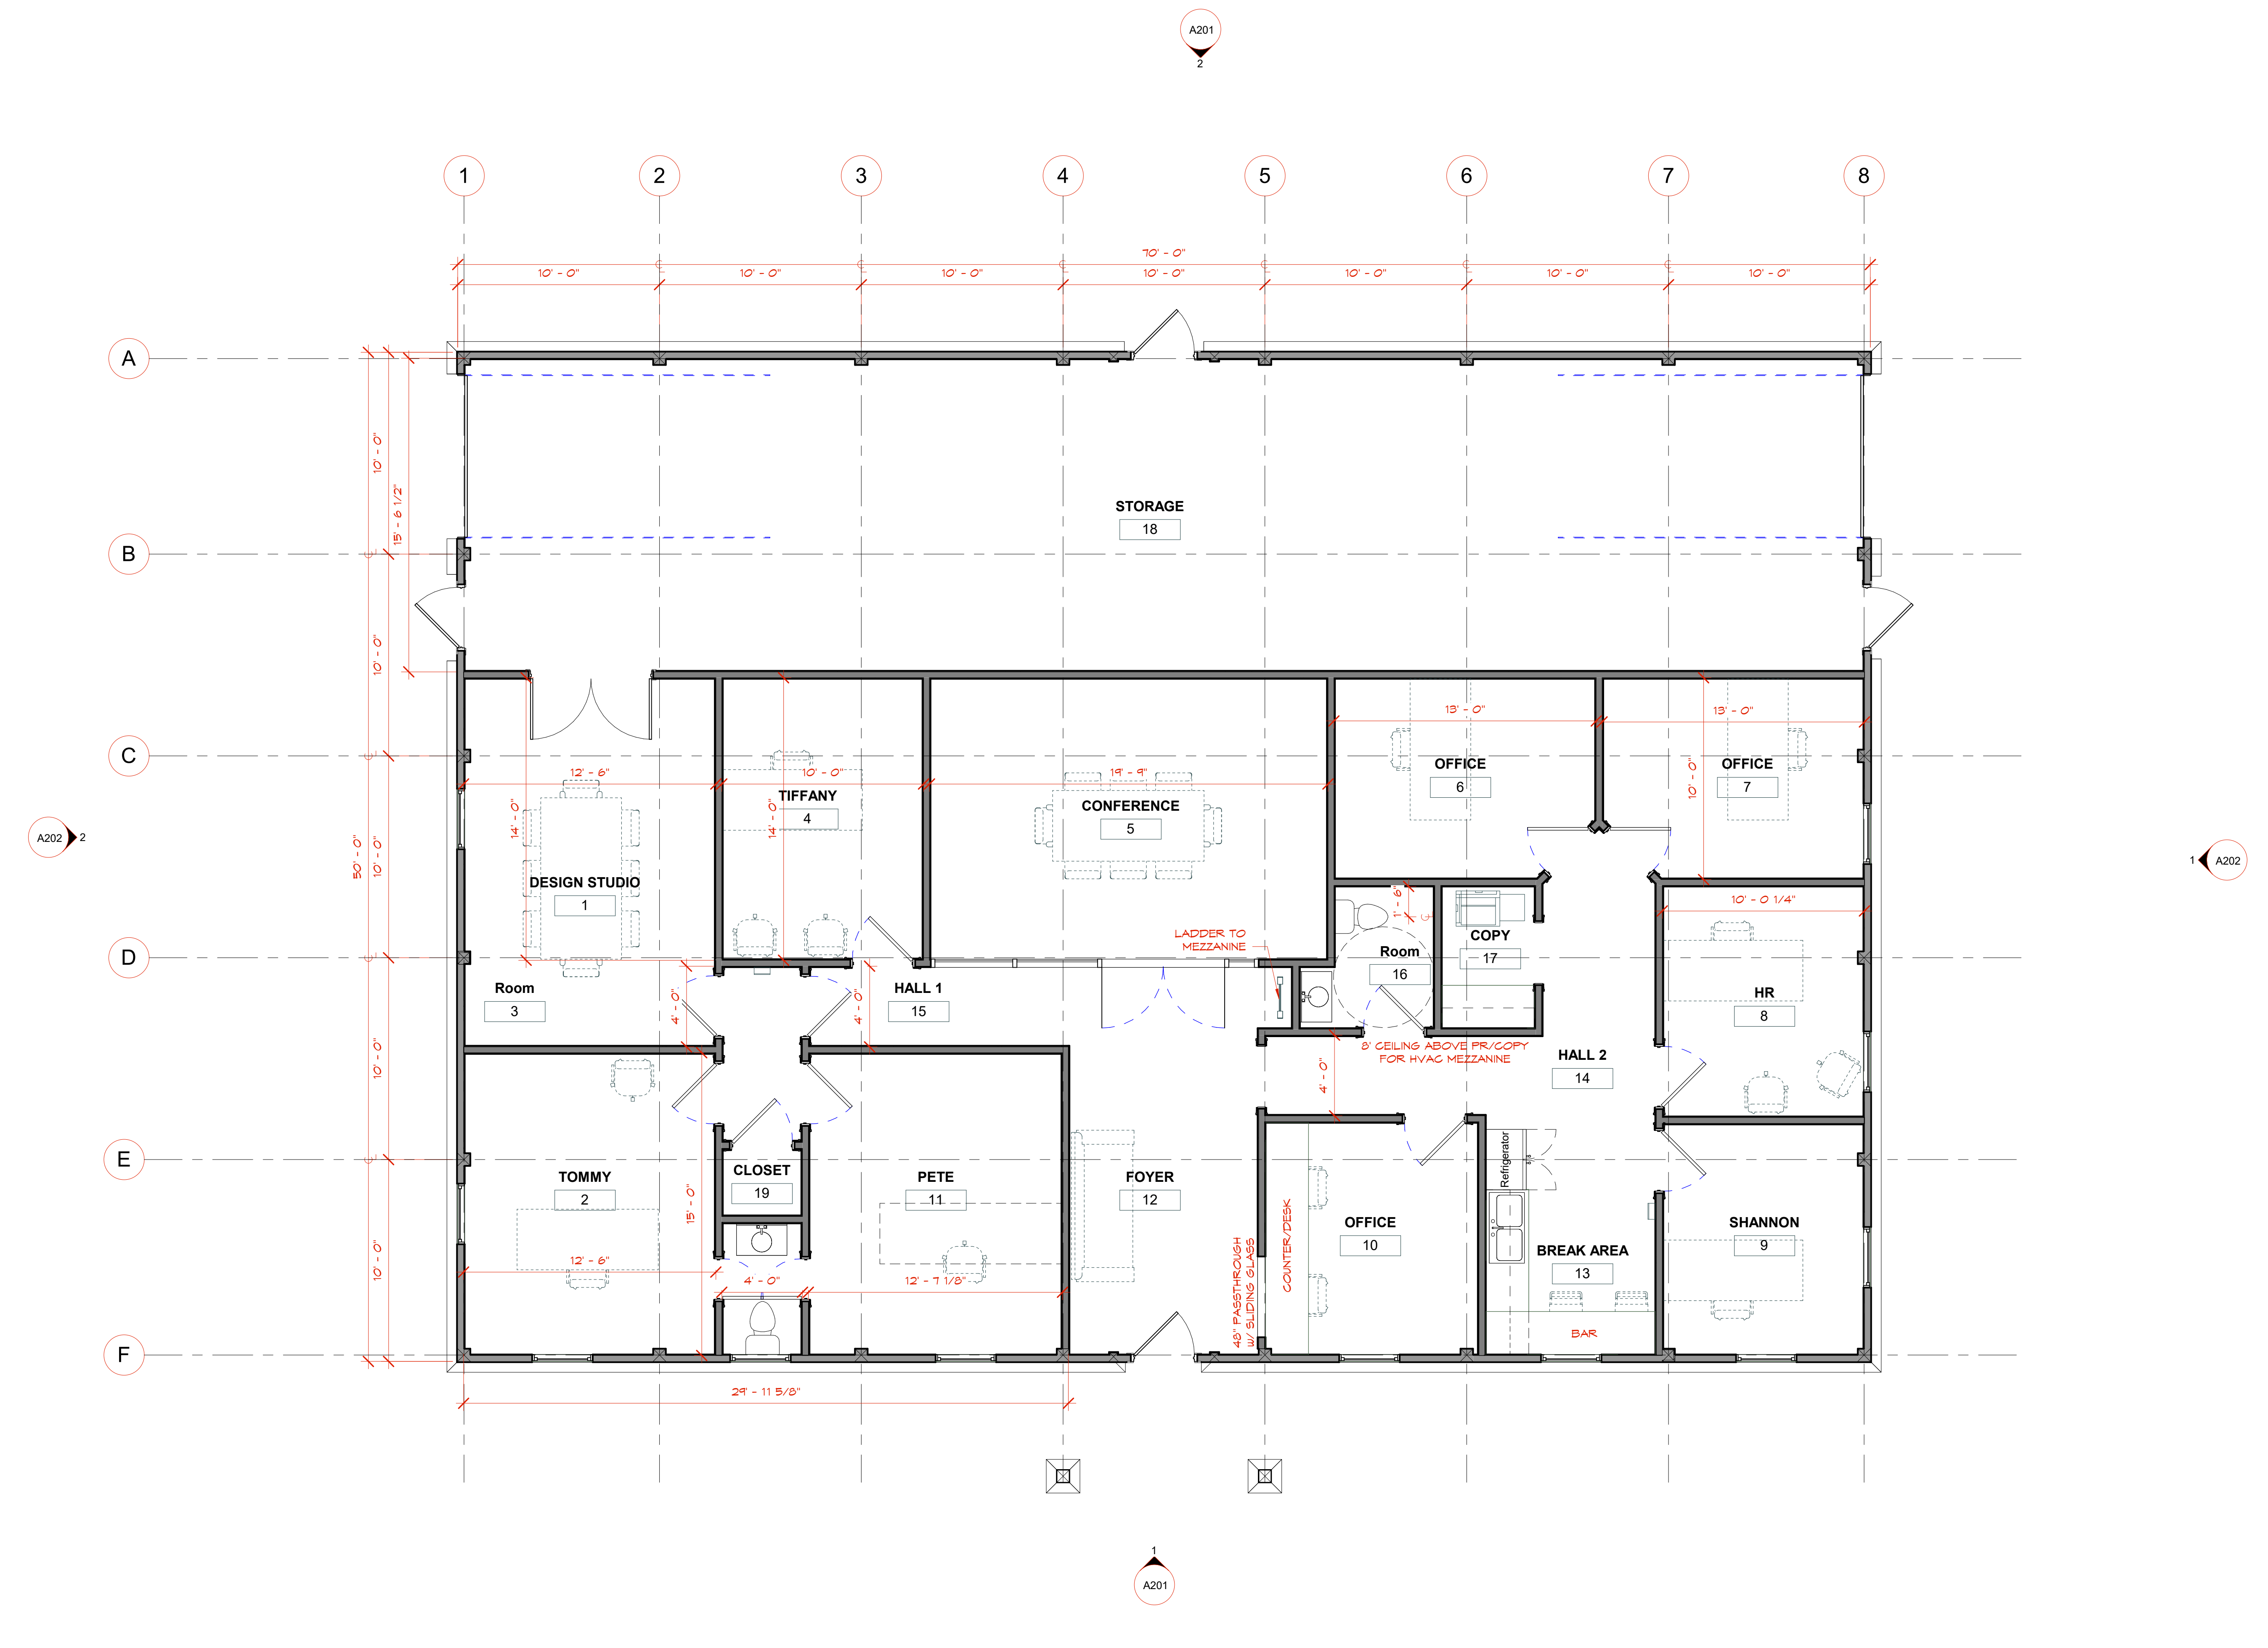 A201
2
1 2 3 4 5 6 7 8
70' - 0"
10' - 0" 10' - 0" 10' - 0" 10' - 0" 10' - 0" 10' - 0" 10' - 0"
A
10' - 0"
15' - 6 1/2"
STORAGE
18
B
10' - 0"
13' - 0" 13' - 0"
C
OFFICE
6
OFFICE
7
12' - 6" 10' - 0" 19' - 9"
10' - 0"
TIFFANY
4
CONFERENCE
5
14' - 0" 14' - 0"
A202 2
50' - 0"
10' - 0"
1 A202
DESIGN STUDIO
1
1' - 6"
10' - 0 1/4"
LADDER TO
MEZZANINE
COPY
17
D
Room
16
Room
3
HALL 1
15
HR
8
4' - 0" 4' - 0"
8' CEILING ABOVE PR/COPY
FOR HVAC MEZZANINE
10' - 0"
4' - 0"
HALL 2
14
E
Refrigerator
CLOSET
19
TOMMY
2
PETE
11
FOYER
12
15' - 0"
COUNTER/DESK
OFFICE
10
SHANNON
9
BREAK AREA
13
10' - 0"
12' - 6"
4' - 0"
12' - 7 1/8"
48" PASSTHROUGH
W/ SLIDING GLASS
BAR
F
29' - 11 5/8"
1
A201